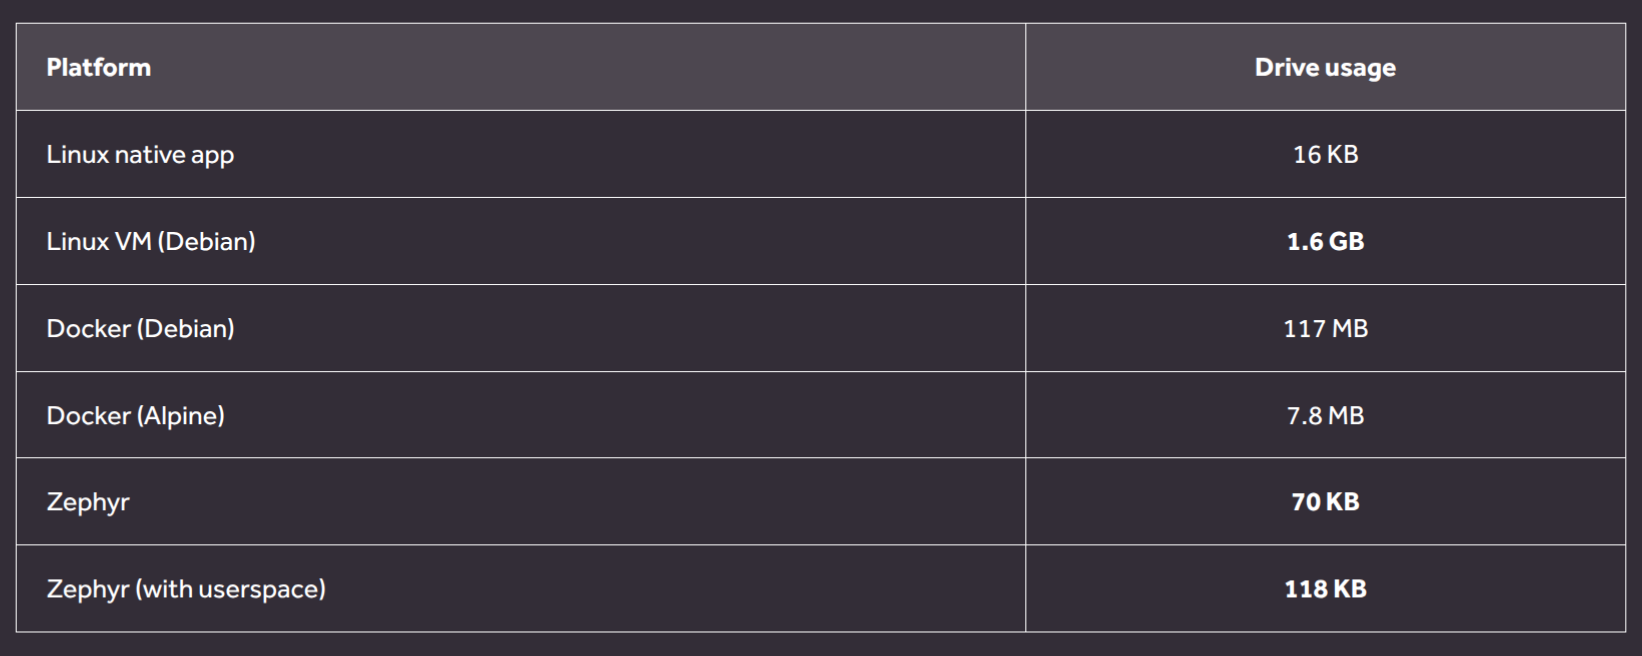 Platform Drive usage
Linux native app 16 KB
Linux VM (Debian) 1.6 GB
Docker (Debian) 117 MB
Docker (Alpine) 7.8 MB
Zephyr 70 KB
Zephyr (with userspace) 118 KB